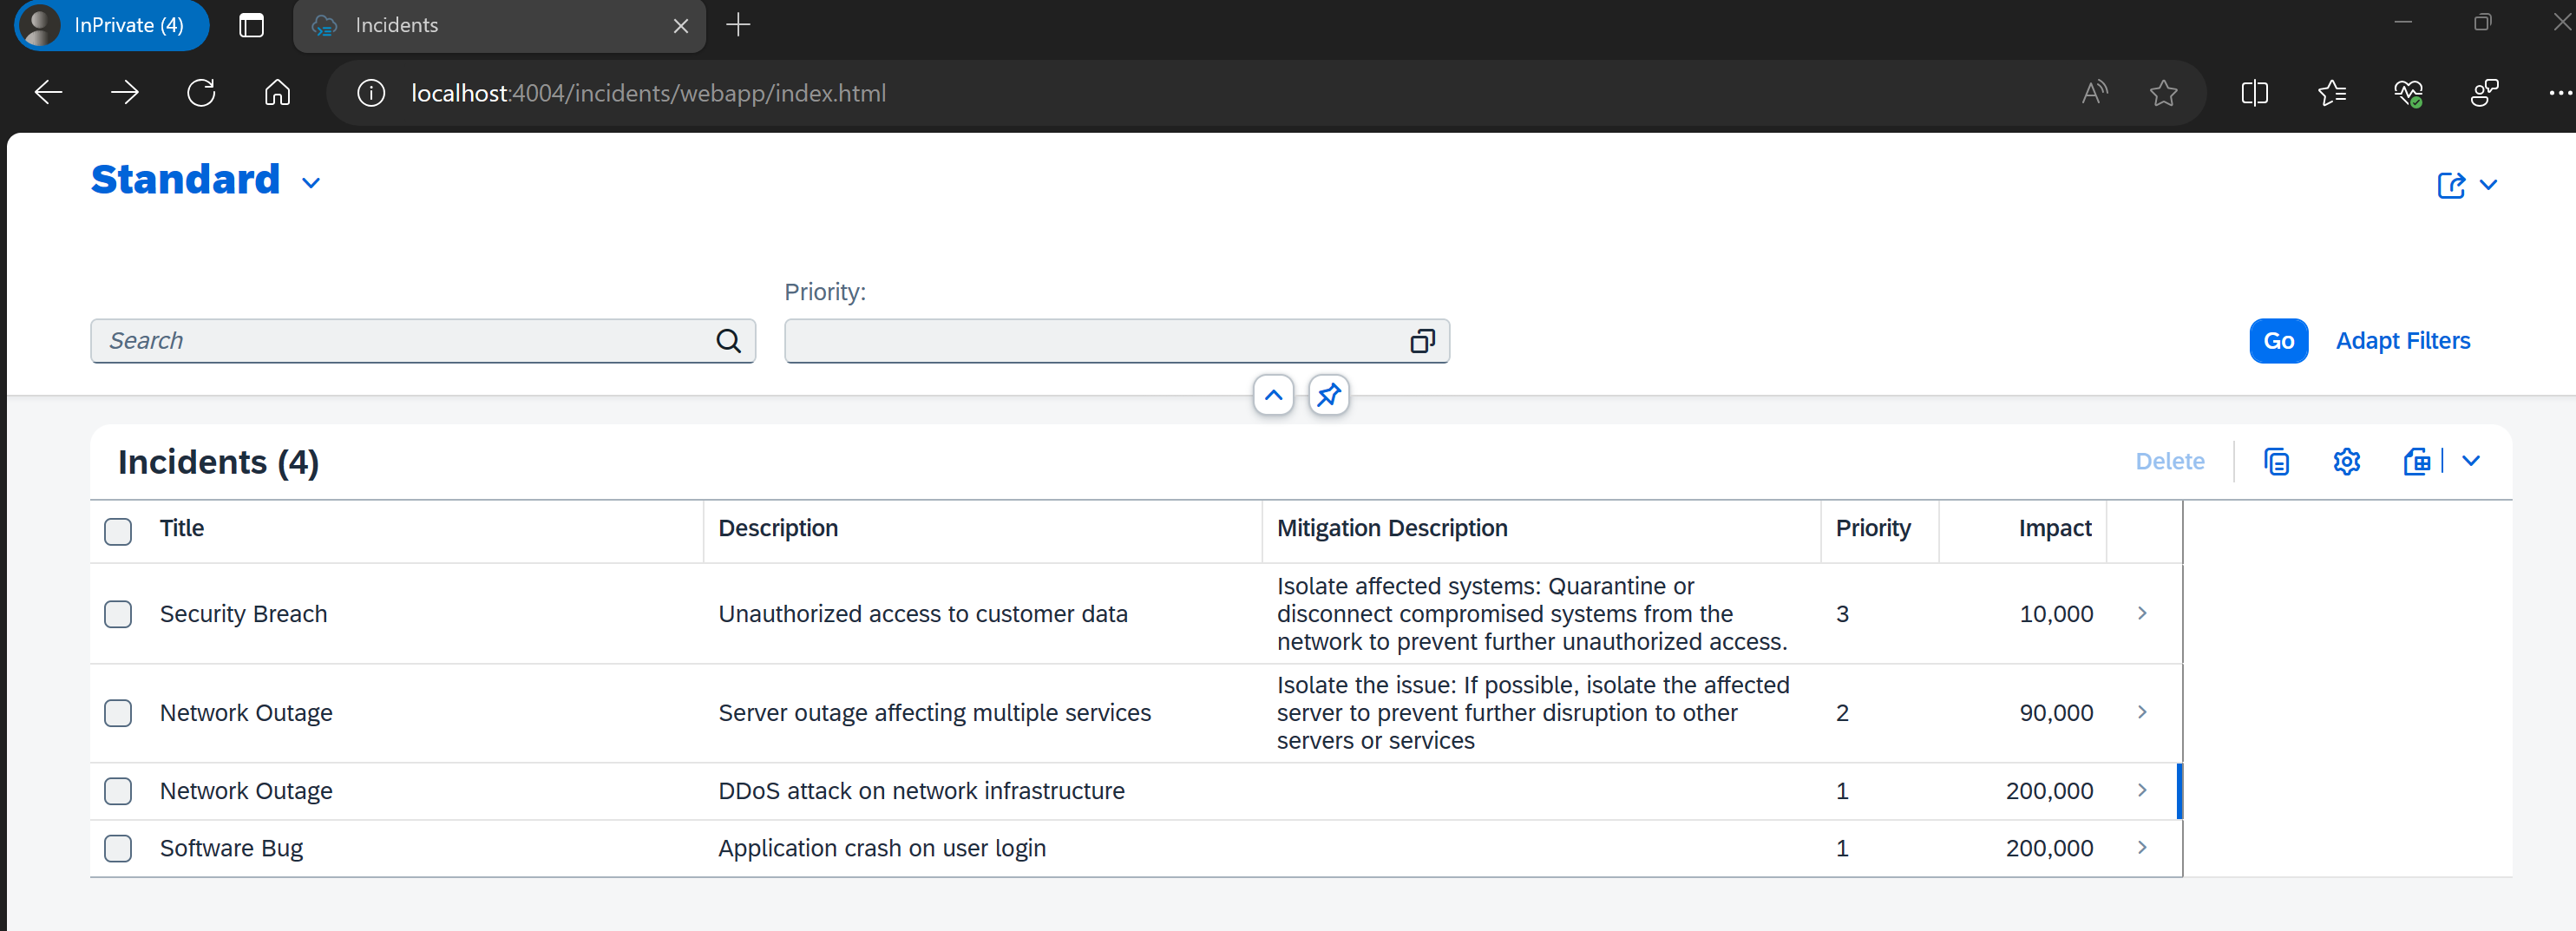 InPrivate (4)
Incidents
localhost:4004/incidents/webapp/index.html
Standard
Priority:
Search
Go
Adapt Filters
Incidents (4)
Delete
Title Description Mitigation Description Priority Impact
Security Breach Unauthorized access to customer data Isolate affected systems: Quarantine or
disconnect compromised systems from the
network to prevent further unauthorized access. 3 10,000
Network Outage Server outage affecting multiple services Isolate the issue: If possible, isolate the affected
server to prevent further disruption to other
servers or services 2 90,000
Network Outage DDoS attack on network infrastructure 1 200,000
Software Bug Application crash on user login 1 200,000